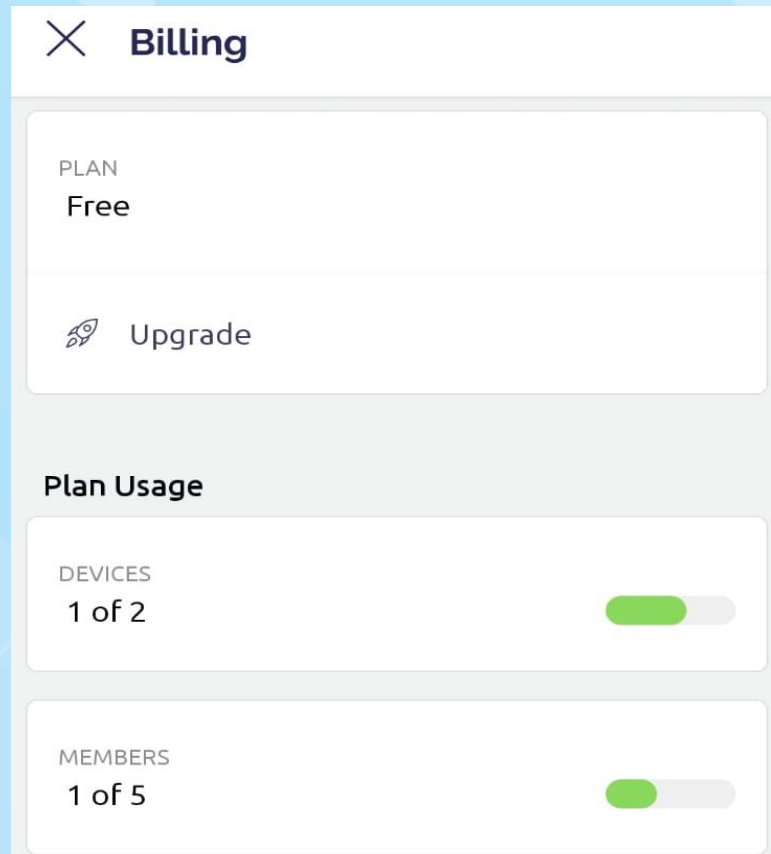 Billing
PLAN
Free
Upgrade
Plan Usage
DEVICES
1 of 2
MEMBERS
1 of 5